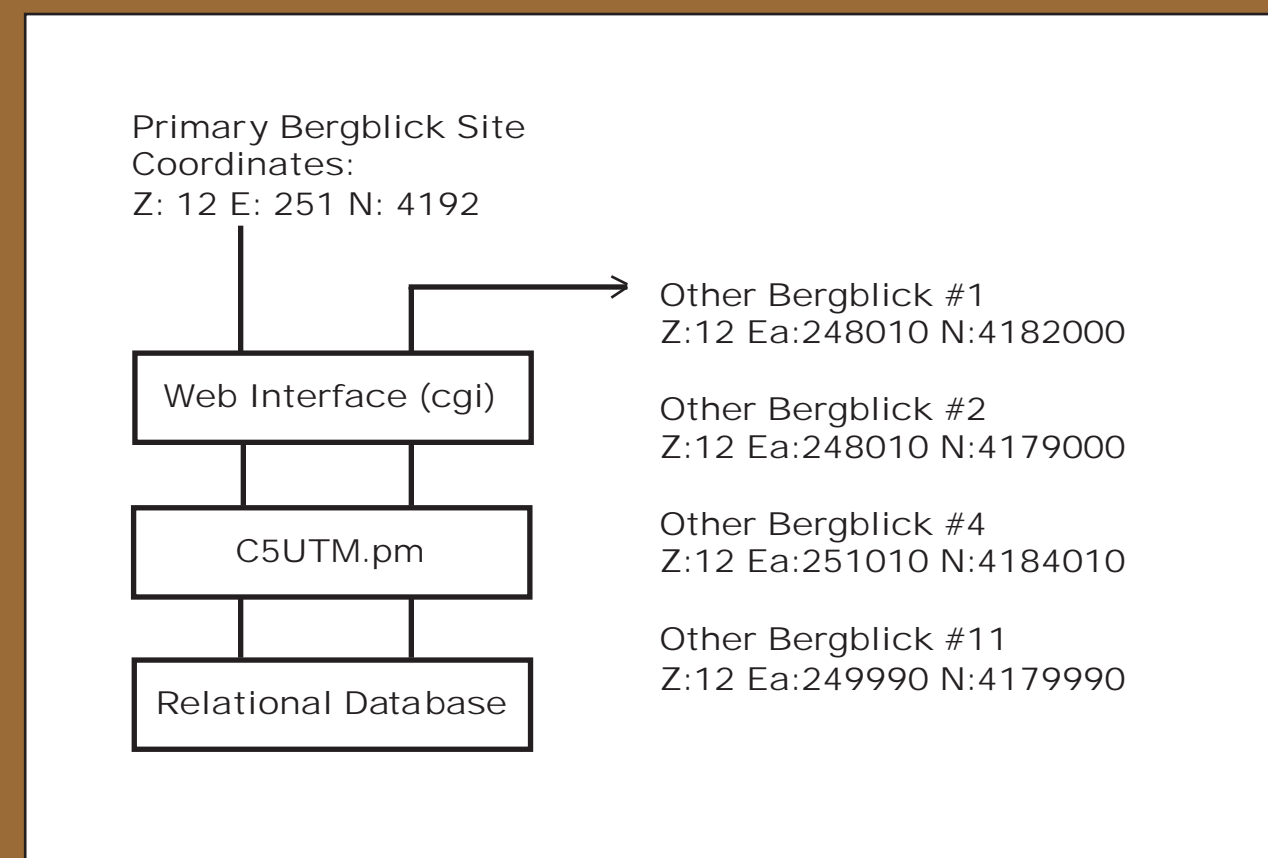 Primary Bergblick Site
Coordinates:
Z: 12 E: 251 N: 4192
Web Interface (cgi)
C5UTM.pm
Relational Database
Other Bergblick #1
Z:12 Ea:248010 N:4182000
Other Bergblick #2
Z:12 Ea:248010 N:4179000
Other Bergblick #4
Z:12 Ea:251010 N:4184010
Other Bergblick #11
Z:12 Ea:249990 N:4179990